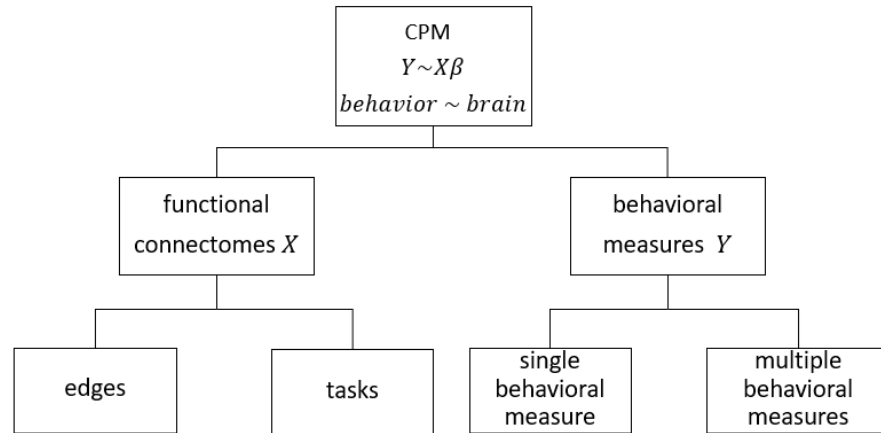 CPM
Y~Xβ
behavior ~ brain
functional
connectomes X
behavioral
measures Y
edges
tasks
single
behavioral
measure
multiple
behavioral
measures